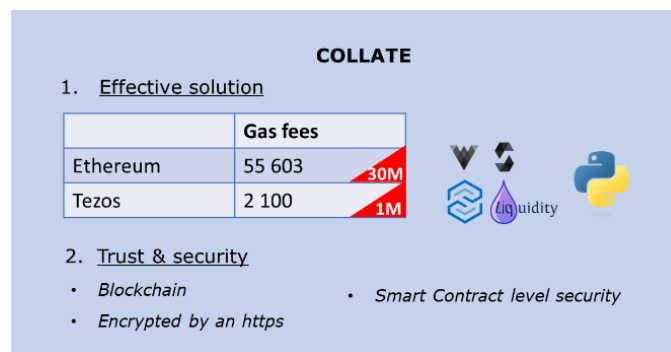 COLLATE
1. Effective solution
Gas fees
Ethereum 55 603 30M
Tezos 2 100 1M
Liquidity
2. Trust & security
• Blockchain
• Smart Contract level security
• Encrypted by an https